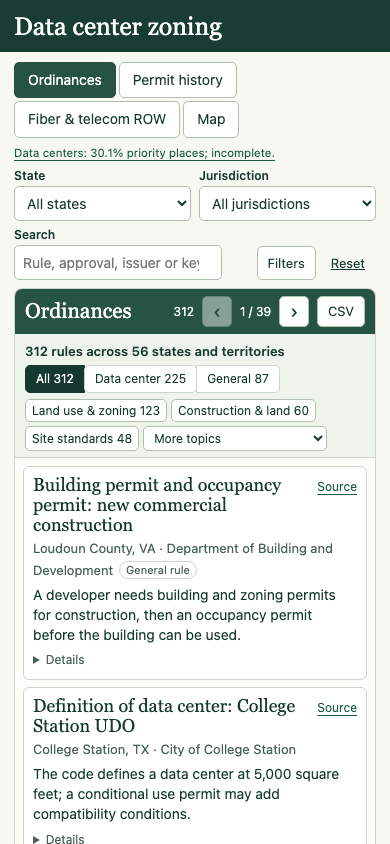 Data center zoning
Ordinances
Permit history
Fiber & telecom ROW
Map
Data centers: 30.1% priority places; incomplete.
State
Jurisdiction
All states
All jurisdictions
Search
Rule, approval, issuer or key
Filters
Reset
Ordinances
312
‹
1 / 39
›
CSV
312 rules across 56 states and territories
All 312
Data center 225
General 87
Land use & zoning 123
Construction & land 60
Site standards 48
More topics
Building permit and occupancy
permit: new commercial
construction
Source
Loudoun County, VA · Department of Building and
Development
General rule
A developer needs building and zoning permits
for construction, then an occupancy permit
before the building can be used.
Details
Definition of data center: College
Station UDO
Source
College Station, TX · City of College Station
The code defines a data center at 5,000 square
feet; a conditional use permit may add
compatibility conditions.
Details